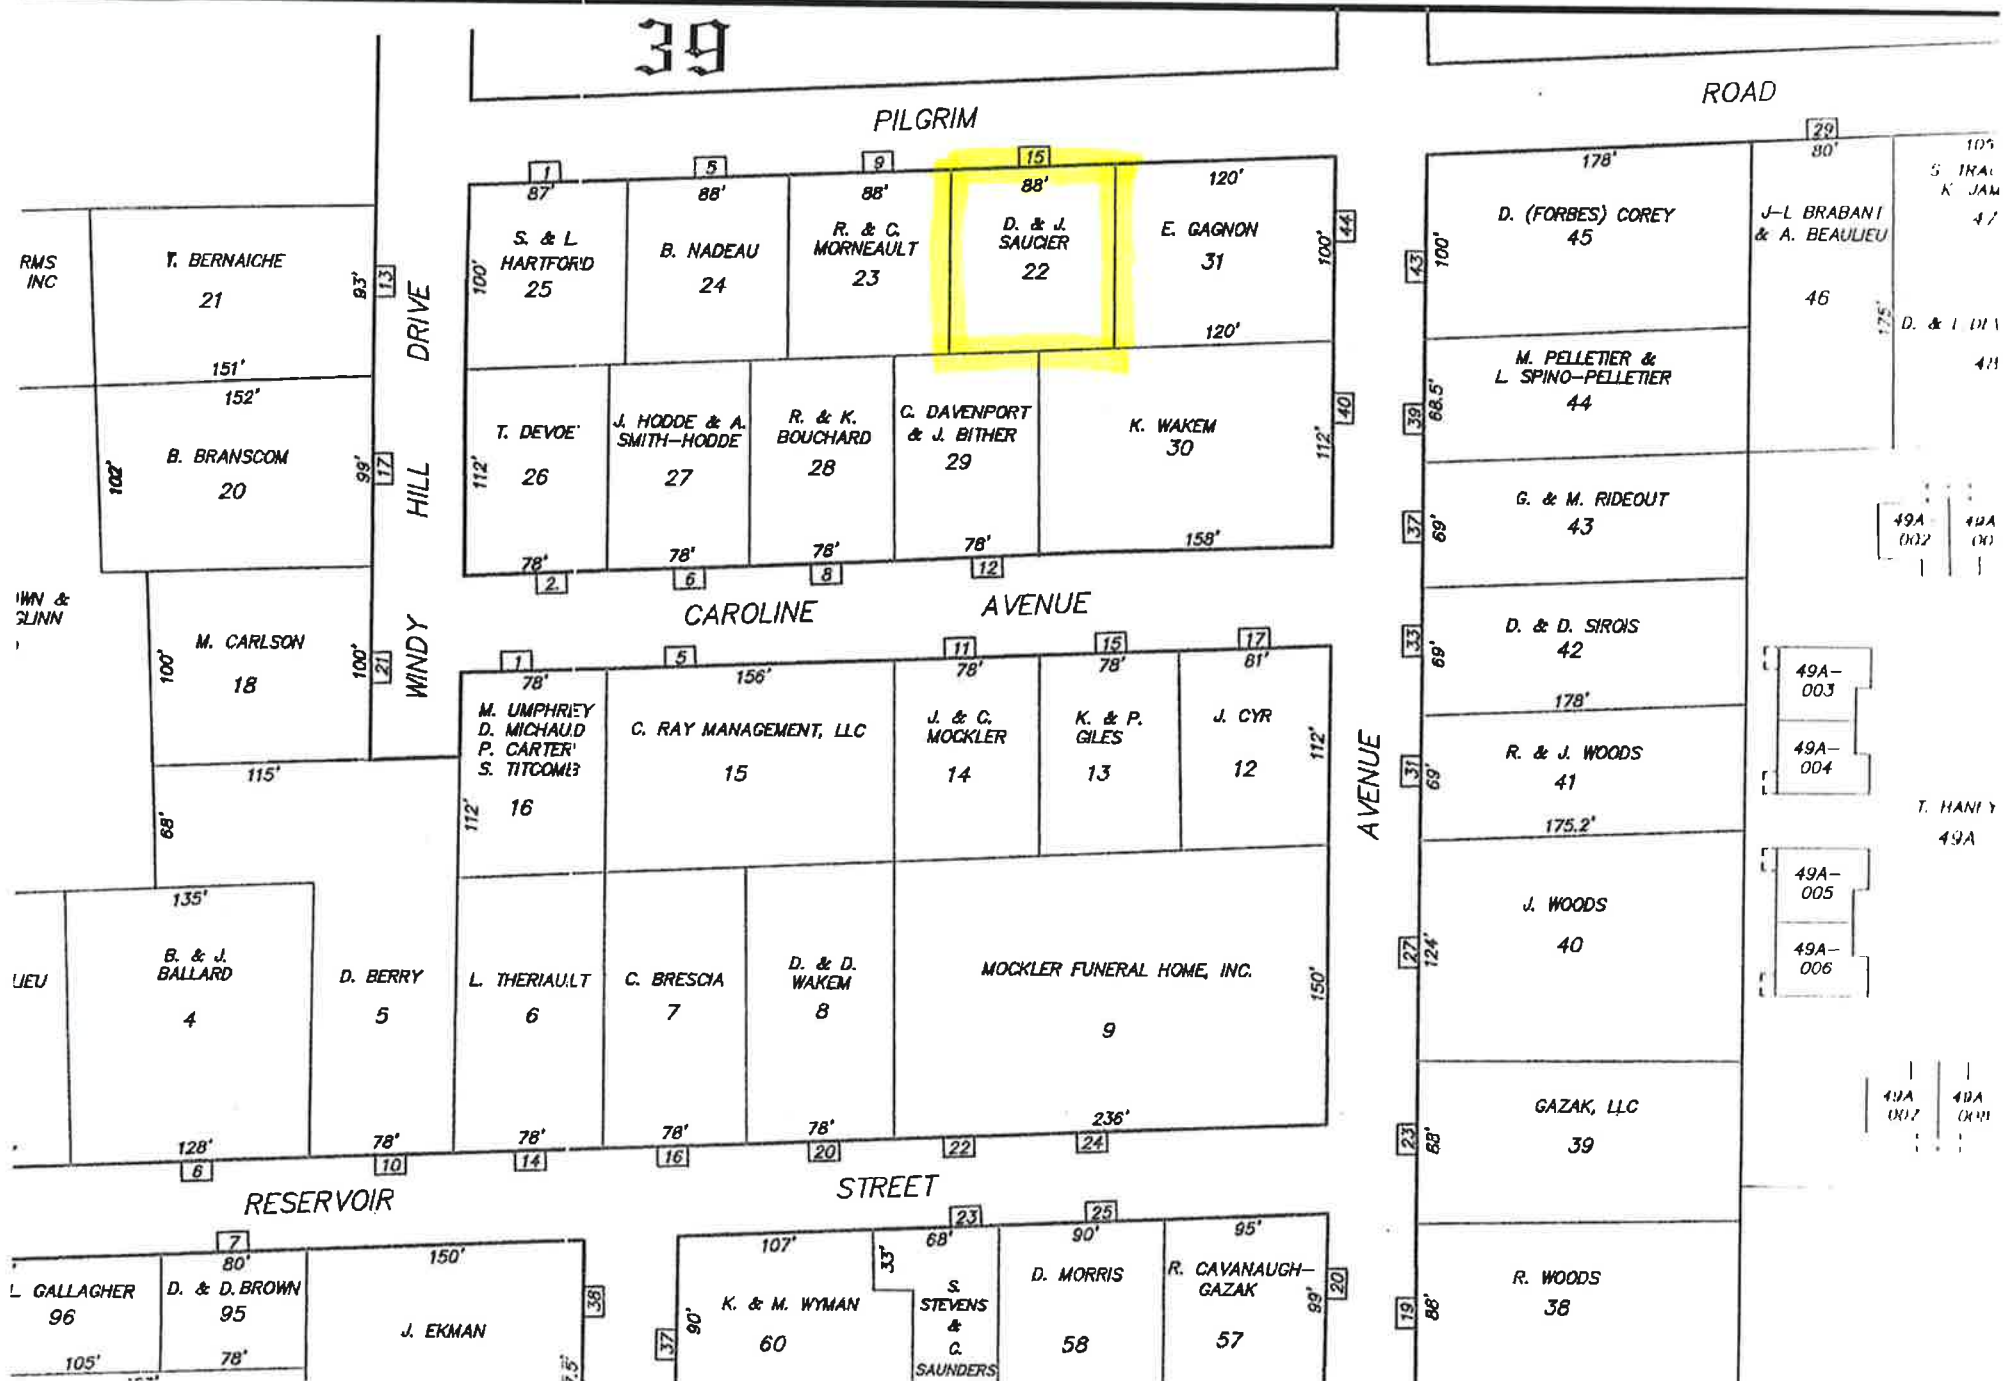 39
PILGRIM
ROAD
1
87'
5
88'
9
88'
15
88'
120'
178'
29
80'
S. & L.
HARTFORD
25
100'
B. NADEAU
24
R. & C.
MORNEAULT
23
D. & J.
SAUCIER
22
E. GAGNON
31
100'
44
120'
43
100'
D. (FORBES) COREY
45
J-L BRABANT
& A. BEAULIEU
46
175'
47
RMS
INC
T. BERNAICHE
21
93'
13
151'
WINDY HILL DRIVE
152'
B. BRANSCOM
20
102'
99'
17
T. DEVOE
26
112'
78'
2
J. HODDE & A.
SMITH-HODDE
27
78'
6
R. & K.
BOUCHARD
28
78'
8
C. DAVENPORT
& J. BITHER
29
78'
12
K. WAKEM
30
158'
112'
40
M. PELLETIER &
L. SPINO-PELLETIER
44
39
68.5'
G. & M. RIDEOUT
43
37
69'
49A-
002
CAROLINE
AVENUE
M. CARLSON
18
100'
100'
21
115'
68'
1
78'
M. UMPHREY
D. MICHAUD
P. CARTER
S. TITCOMB
16
112'
5
156'
C. RAY MANAGEMENT, LLC
15
11
78'
J. & C.
MOCKLER
14
15
78'
K. & P.
GILES
13
17
81'
J. CYR
12
112'
AVENUE
D. & D. SIROIS
42
33
69'
178'
R. & J. WOODS
41
31
69'
175.2'
49A-
003
49A-
004
T. HANEY
49A
49A-
005
49A-
006
J. WOODS
40
27
124'
135'
B. & J.
BALLARD
4
128'
6
D. BERRY
5
78'
10
L. THERIAULT
6
78'
14
C. BRESCIA
7
78'
16
D. & D.
WAKEM
8
78'
20
MOCKLER FUNERAL HOME, INC.
9
150'
236'
22
24
GAZAK, LLC
39
23
88'
49A
007
49A
008
RESERVOIR
STREET
7
80'
L. GALLAGHER
96
105'
D. & D. BROWN
95
78'
150'
J. EKMAN
38
37
90'
107'
K. & M. WYMAN
60
33'
23
68'
S.
STEVENS
&
C.
SAUNDERS
25
90'
D. MORRIS
58
95'
R. CAVANAUGH-
GAZAK
57
99'
20
19
88'
R. WOODS
38